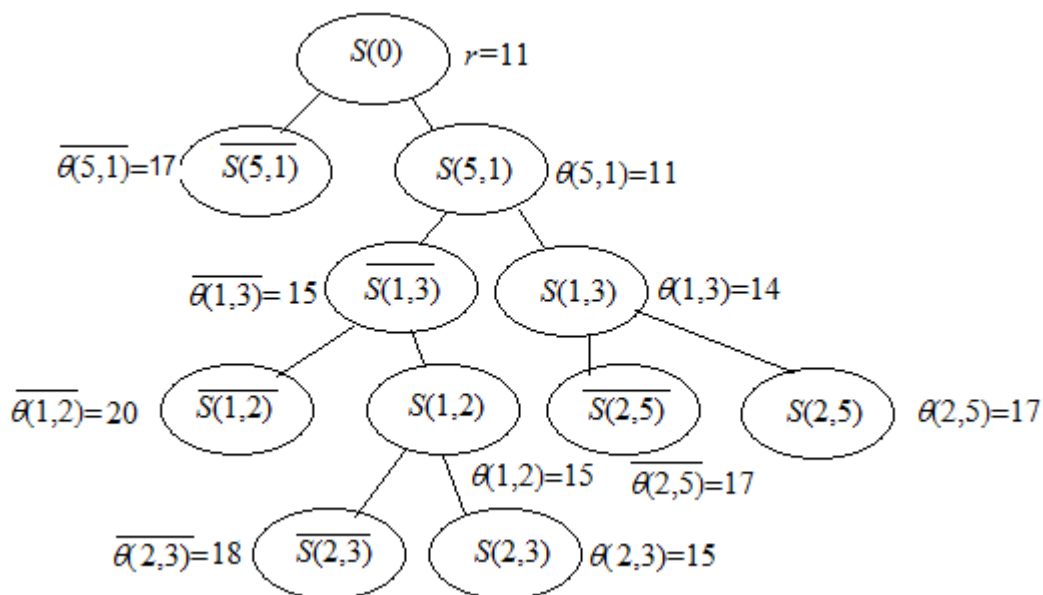 S(0) r=11
θ̅(̅5̅,̅1̅)̅=17 S̅(̅5̅,̅1̅)̅ S(5,1) θ(5,1)=11
θ̅(̅1̅,̅3̅)̅= 15 S̅(̅1̅,̅3̅)̅ S(1,3) θ(1,3)=14
θ̅(̅1̅,̅2̅)̅=20 S̅(̅1̅,̅2̅)̅ S(1,2) S̅(̅2̅,̅5̅)̅ S(2,5) θ(2,5)=17
θ(1,2)=15 θ̅(̅2̅,̅5̅)̅=17
θ̅(̅2̅,̅3̅)̅=18 S̅(̅2̅,̅3̅)̅ S(2,3) θ(2,3)=15